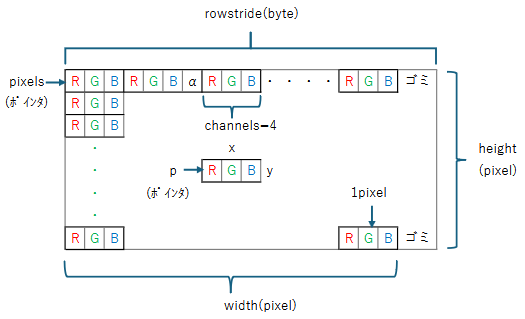 rowstride(byte)
pixels
(ﾎﾟｲﾝﾀ)
R G B R G B α R G B ・ ・ ・ ・ R G B ゴミ
R G B
R G B
channels-4
height
(pixel)
x
p R G B y
(ﾎﾟｲﾝﾀ)
1pixel
R G B R G B ゴミ
width(pixel)